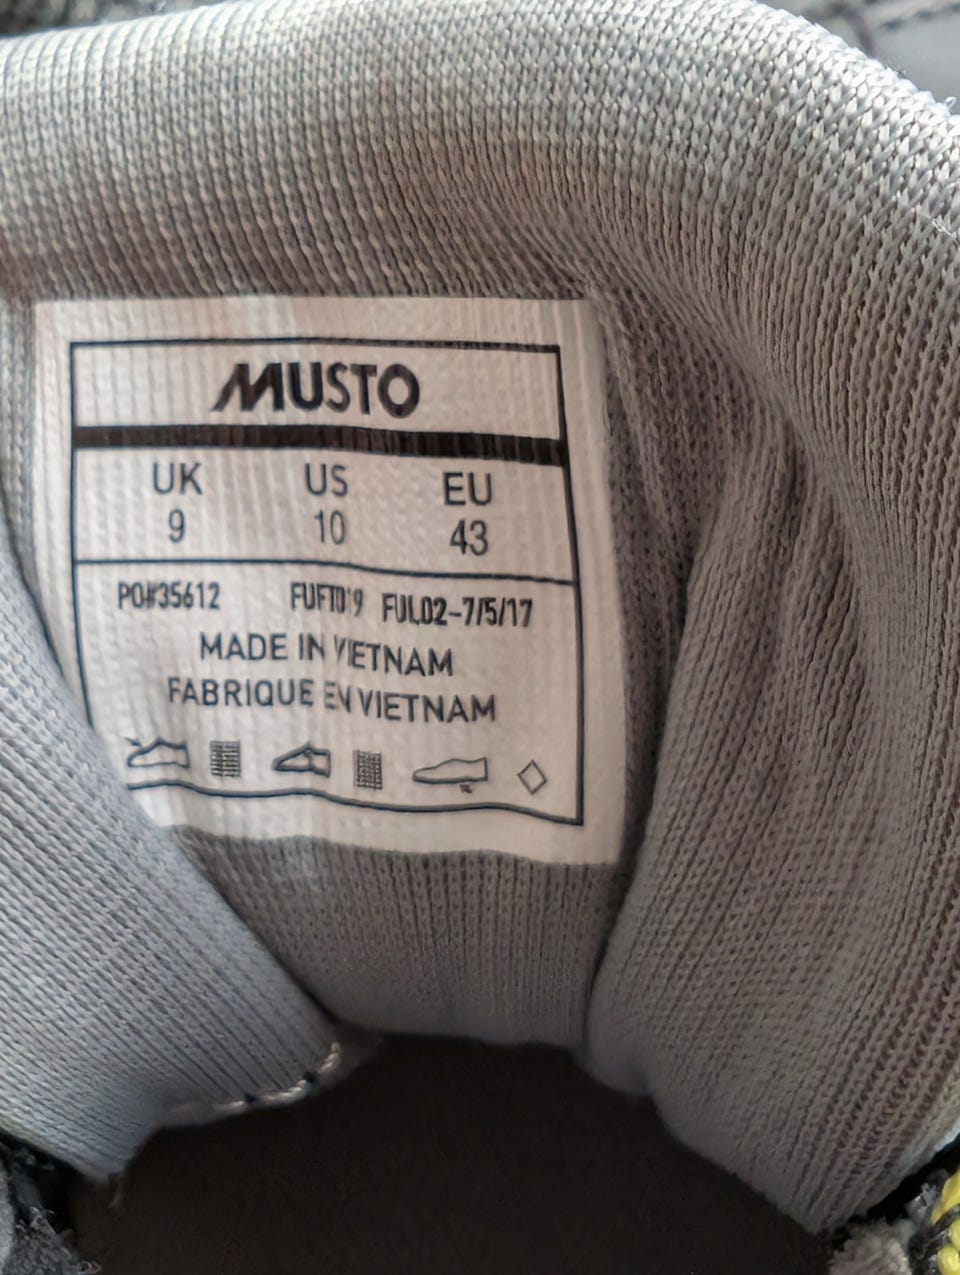 MUSTO
UK US EU
9 10 43
PO#35612 FUL02-7/5/17
MADE IN VIETNAM
FABRIQUE EN VIETNAM